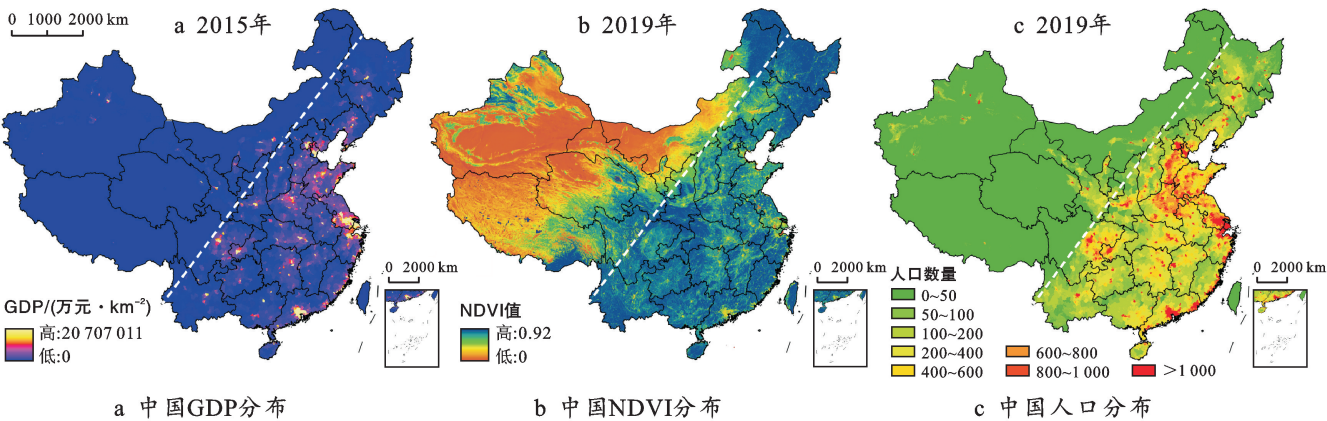 0 1000 2000 km
a 2015年
GDP/(万元·km⁻²)
高:20 707 011
低:0
0 2000 km
a 中国GDP分布
b 2019年
NDVI值
高:0.92
低:0
0 2000 km
b 中国NDVI分布
c 2019年
人口数量
0~50
50~100
100~200
200~400
400~600
600~800
800~1 000
>1 000
0 2000 km
c 中国人口分布